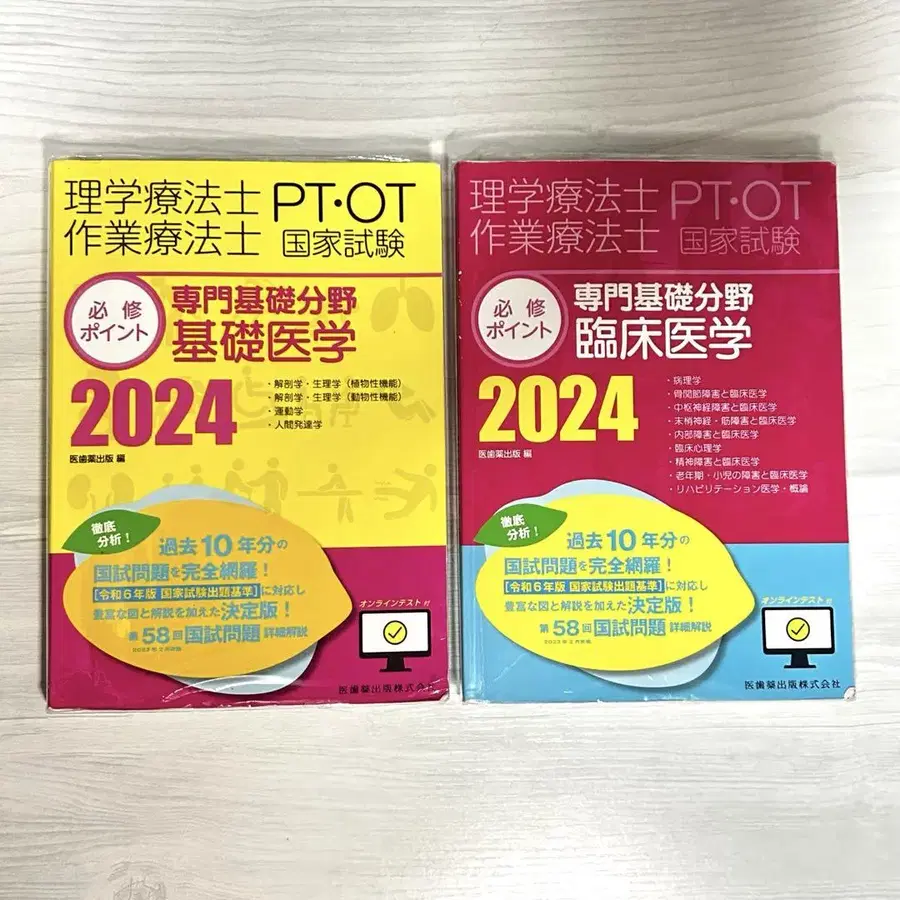 理学療法士
作業療法士
PT・OT
国家試験
必修
ポイント
専門基礎分野
基礎医学
2024
・解剖学・生理学（植物性機能）
・解剖学・生理学（動物性機能）
・運動学
・人間発達学
医歯薬出版 編
徹底
分析！
過去10年分の
国試問題を完全網羅！
［令和6年版 国家試験出題基準］に対応し
豊富な図と解説を加えた決定版！
第58回国試問題 詳細解説
2023年2月実施
オンラインテスト付
医歯薬出版株式会社
理学療法士
作業療法士
PT・OT
国家試験
必修
ポイント
専門基礎分野
臨床医学
2024
・病理学
・骨関節障害と臨床医学
・中枢神経障害と臨床医学
・末梢神経・筋障害と臨床医学
・内部障害と臨床医学
・臨床心理学
・精神障害と臨床医学
・老年期・小児の障害と臨床医学
・リハビリテーション医学・概論
医歯薬出版 編
徹底
分析！
過去10年分の
国試問題を完全網羅！
［令和6年版 国家試験出題基準］に対応し
豊富な図と解説を加えた決定版！
第58回国試問題 詳細解説
2023年2月実施
オンラインテスト付
医歯薬出版株式会社